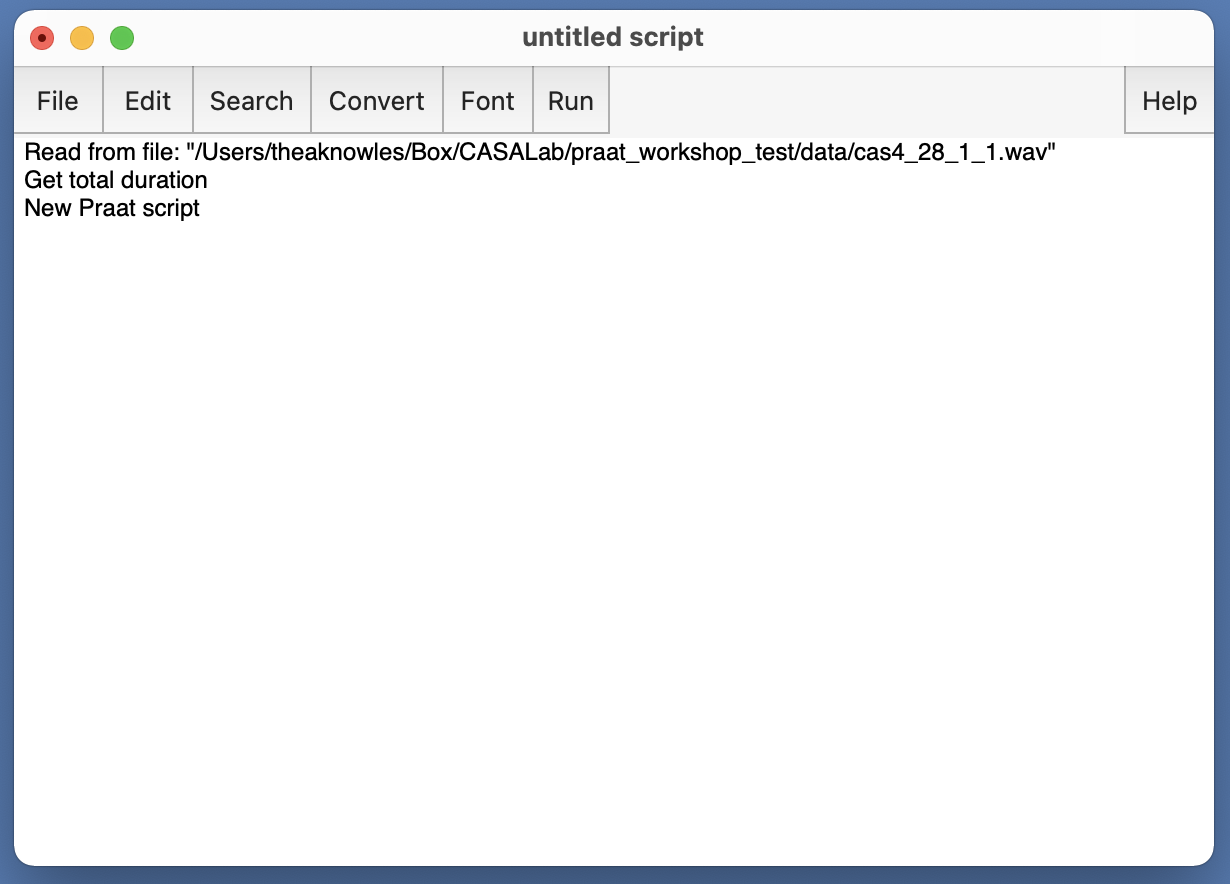 untitled script
File Edit Search Convert Font Run Help
Read from file: "/Users/theaknowles/Box/CASALab/praat_workshop_test/data/cas4_28_1_1.wav"
Get total duration
New Praat script